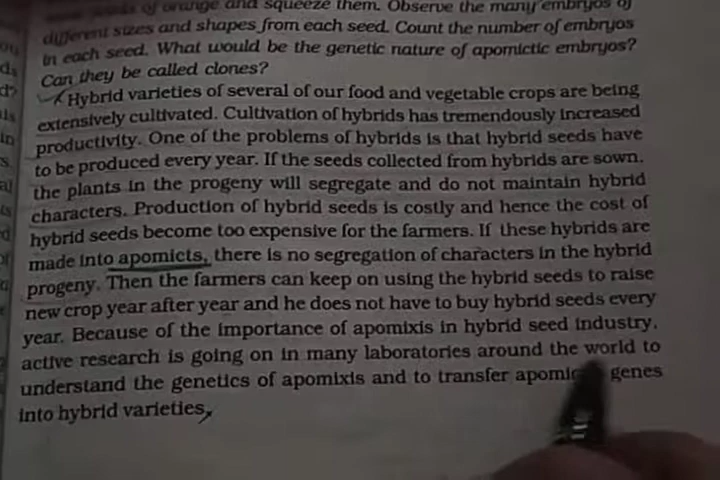 of orange and squeeze them. Observe the many embryos of
different sizes and shapes from each seed. Count the number of embryos
in each seed. What would be the genetic nature of apomictic embryos?
Can they be called clones?
Hybrid varieties of several of our food and vegetable crops are being
extensively cultivated. Cultivation of hybrids has tremendously increased
productivity. One of the problems of hybrids is that hybrid seeds have
to be produced every year. If the seeds collected from hybrids are sown,
the plants in the progeny will segregate and do not maintain hybrid
characters. Production of hybrid seeds is costly and hence the cost of
hybrid seeds become too expensive for the farmers. If these hybrids are
made into apomicts, there is no segregation of characters in the hybrid
progeny. Then the farmers can keep on using the hybrid seeds to raise
new crop year after year and he does not have to buy hybrid seeds every
year. Because of the importance of apomixis in hybrid seed industry,
active research is going on in many laboratories around the world to
understand the genetics of apomixis and to transfer genes
into hybrid varieties.